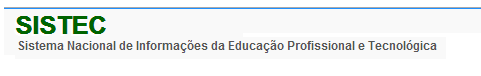 SISTEC
Sistema Nacional de Informações da Educação Profissional e Tecnológica